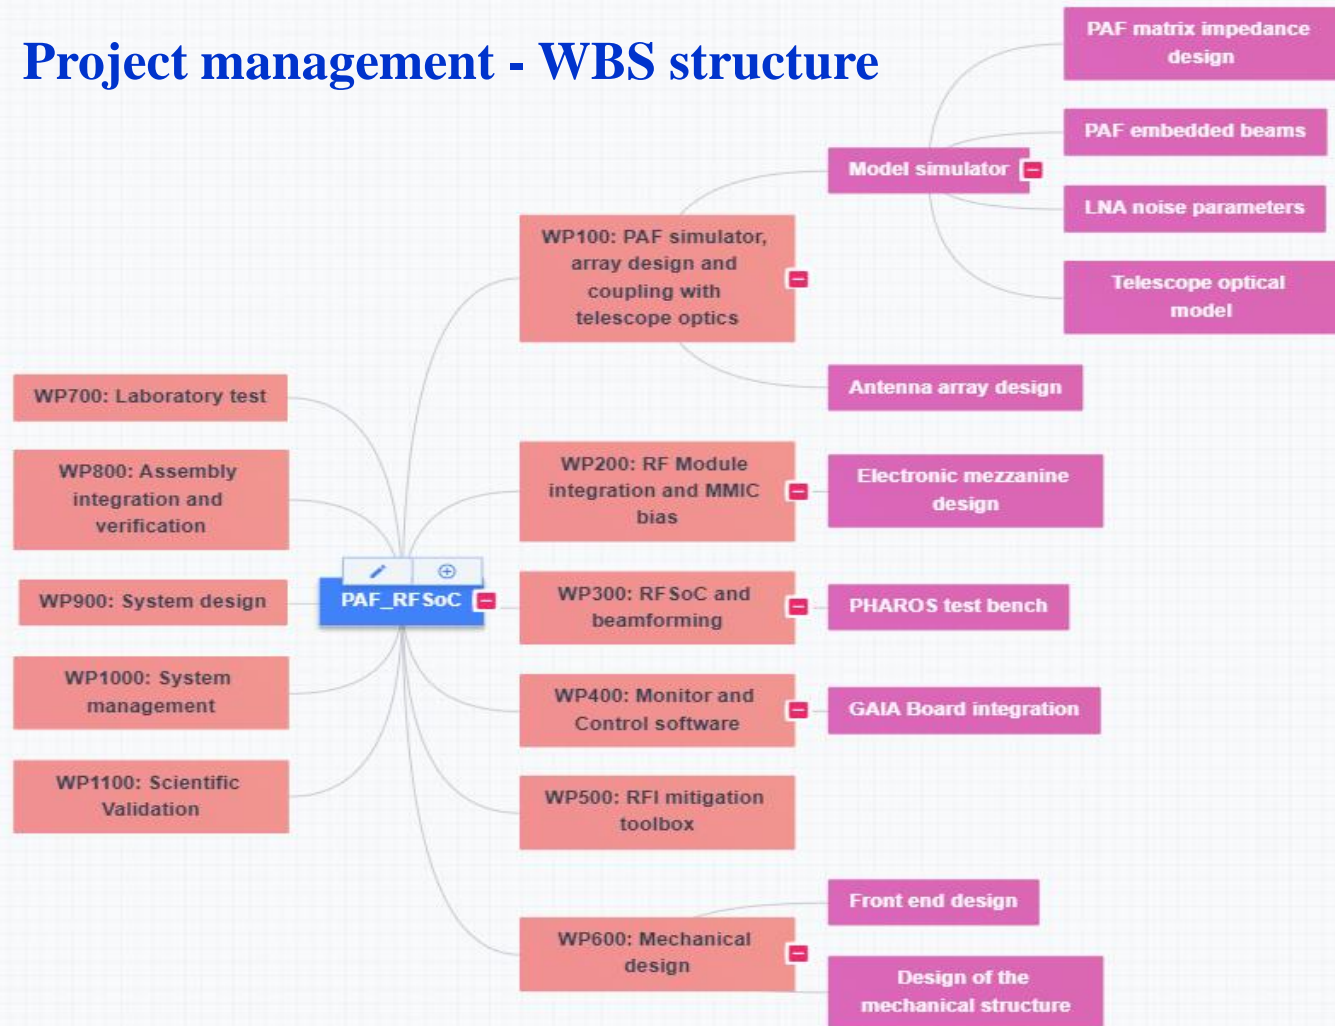 Project management - WBS structure
PAF matrix impedance
design
PAF embedded beams
Model simulator
LNA noise parameters
Telescope optical
model
WP100: PAF simulator,
array design and
coupling with
telescope optics
Antenna array design
WP700: Laboratory test
WP800: Assembly
integration and
verification
WP900: System design
WP1000: System
management
WP1100: Scientific
Validation
PAF_RFSoC
WP200: RF Module
integration and MMIC
bias
Electronic mezzanine
design
WP300: RFSoC and
beamforming
PHAROS test bench
WP400: Monitor and
Control software
GAIA Board integration
WP500: RFI mitigation
toolbox
WP600: Mechanical
design
Front end design
Design of the
mechanical structure